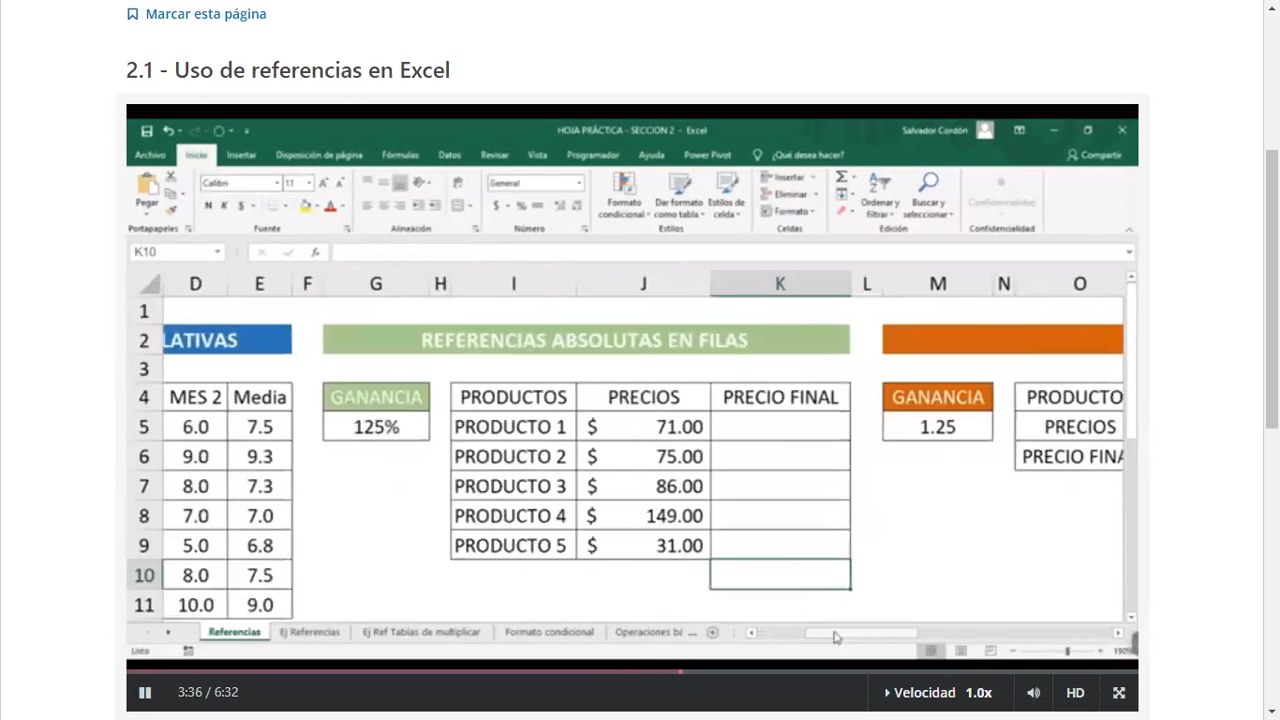 Marcar esta página
2.1 - Uso de referencias en Excel
HOJA PRÁCTICA - SECCION 2 - Excel
Salvador Cordón
Archivo Inicio Insertar Disposición de página Fórmulas Datos Revisar Vista Programador Ayuda Power Pivot ¿Qué desea hacer? Compartir
Pegar
Calibri 11
N K S
General
$ %
Formato condicional
Dar formato como tabla
Estilos de celda
Insertar
Eliminar
Formato
Ordenar y filtrar
Buscar y seleccionar
Confidencialidad
Portapapeles Fuente Alineación Número Estilos Celdas Edición Confidencialidad
K10 fx
D E F G H I J K L M N O
1
2 LATIVAS REFERENCIAS ABSOLUTAS EN FILAS
3
4 MES 2 Media GANANCIA PRODUCTOS PRECIOS PRECIO FINAL GANANCIA PRODUCTO
5 6.0 7.5 125% PRODUCTO 1 $ 71.00 1.25 PRECIOS
6 9.0 9.3 PRODUCTO 2 $ 75.00 PRECIO FINA
7 8.0 7.3 PRODUCTO 3 $ 86.00
8 7.0 7.0 PRODUCTO 4 $ 149.00
9 5.0 6.8 PRODUCTO 5 $ 31.00
10 8.0 7.5
11 10.0 9.0
Referencias Ej Referencias Ej Ref Tablas de multiplicar Formato condicional Operaciones bá ...
Listo 190%
3:36 / 6:32 Velocidad 1.0x HD